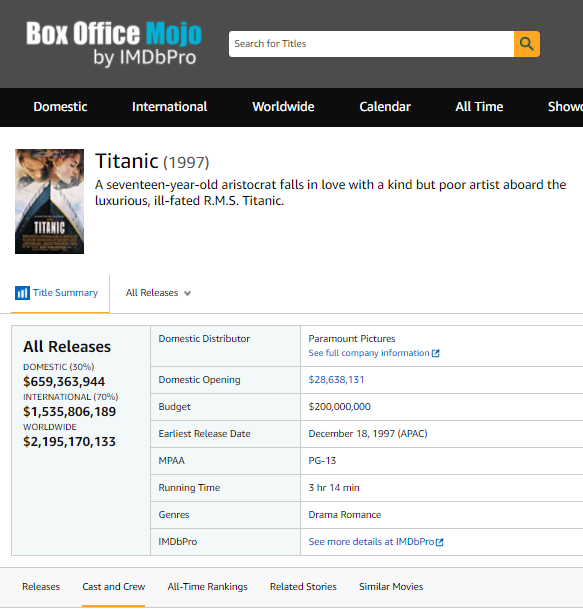 Box Office Mojo
by IMDbPro
Search for Titles
Domestic International Worldwide Calendar All Time Showd
Titanic (1997)
A seventeen-year-old aristocrat falls in love with a kind but poor artist aboard the
luxurious, ill-fated R.M.S. Titanic.
TITANIC
Title Summary All Releases
All Releases
DOMESTIC (30%)
$659,363,944
INTERNATIONAL (70%)
$1,535,806,189
WORLDWIDE
$2,195,170,133
Domestic Distributor Paramount Pictures
See full company information
Domestic Opening $28,638,131
Budget $200,000,000
Earliest Release Date December 18, 1997 (APAC)
MPAA PG-13
Running Time 3 hr 14 min
Genres Drama Romance
IMDbPro See more details at IMDbPro
Releases Cast and Crew All-Time Rankings Related Stories Similar Movies